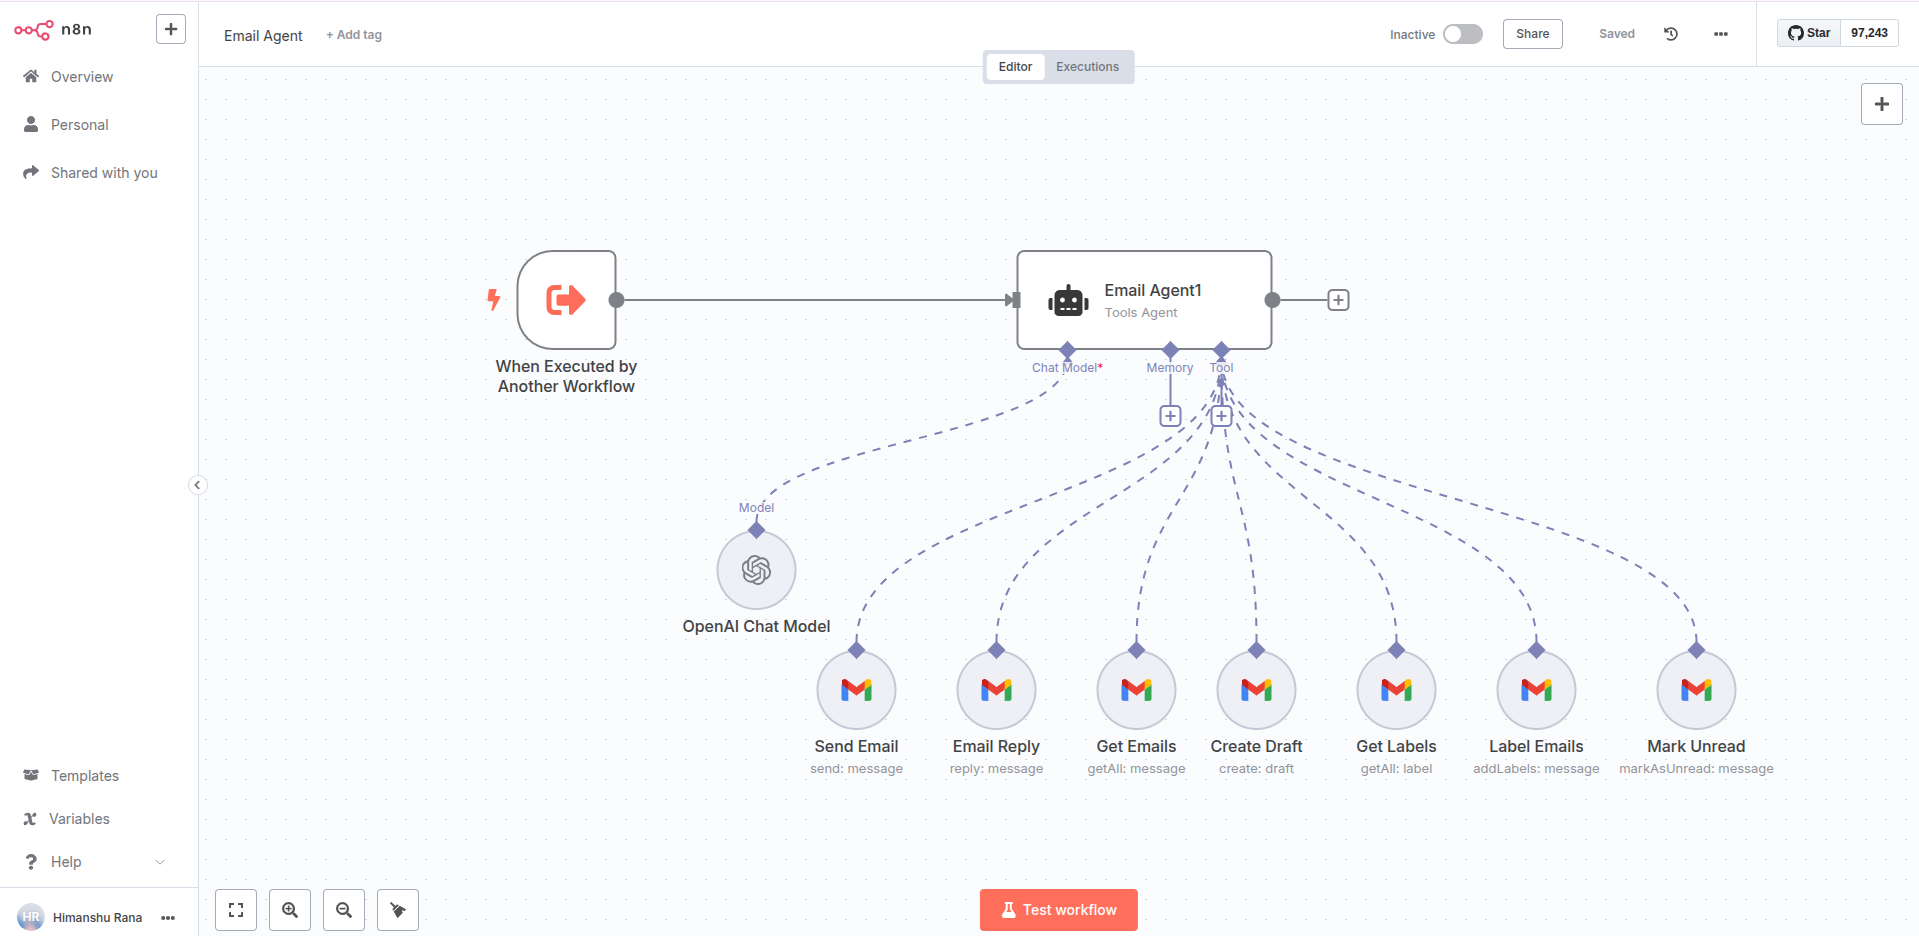 n8n
Overview
Personal
Shared with you
Templates
Variables
Help
HR
Himanshu Rana
Email Agent
+ Add tag
Inactive
Share
Saved
Star
97,243
Editor
Executions
When Executed by
Another Workflow
Email Agent1
Tools Agent
Chat Model*
Memory
Tool
Model
OpenAI Chat Model
Send Email
send: message
Email Reply
reply: message
Get Emails
getAll: message
Create Draft
create: draft
Get Labels
getAll: label
Label Emails
addLabels: message
Mark Unread
markAsUnread: message
Test workflow